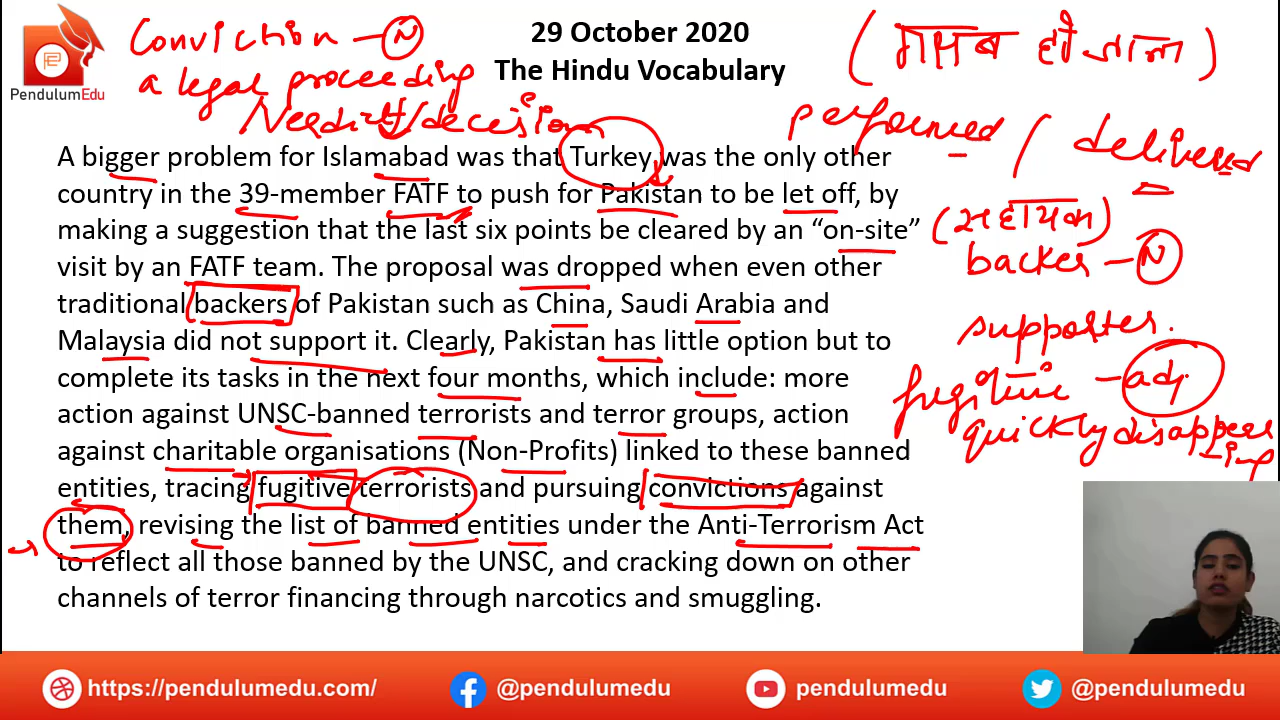 29 October 2020
The Hindu Vocabulary
PendulumEdu
Conviction – N
a legal proceeding
/Verdict/decision
performed / delivered
A bigger problem for Islamabad was that Turkey was the only other
country in the 39-member FATF to push for Pakistan to be let off, by
making a suggestion that the last six points be cleared by an “on-site”
visit by an FATF team. The proposal was dropped when even other
traditional backers of Pakistan such as China, Saudi Arabia and
Malaysia did not support it. Clearly, Pakistan has little option but to
complete its tasks in the next four months, which include: more
action against UNSC-banned terrorists and terror groups, action
against charitable organisations (Non-Profits) linked to these banned
entities, tracing fugitive terrorists and pursuing convictions against
them, revising the list of banned entities under the Anti-Terrorism Act
to reflect all those banned by the UNSC, and cracking down on other
channels of terror financing through narcotics and smuggling.
backer – N
supporter.
fugitive – adj
quickly disappearing
https://pendulumedu.com/
@pendulumedu
pendulumedu
@pendulumedu